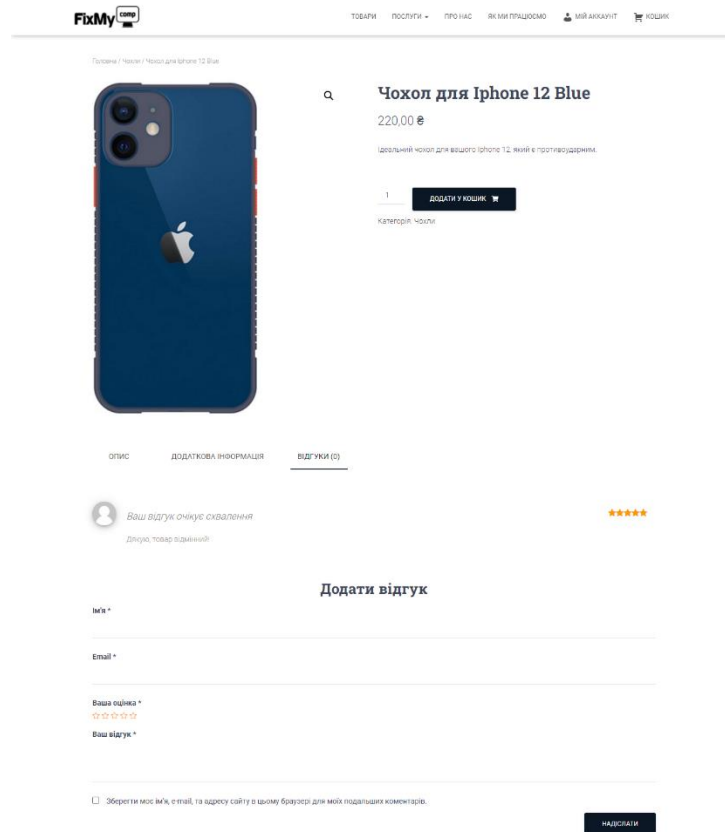 FixMy comp
ТОВАРИ ПОСЛУГИ ПРО НАС ЯК МИ ПРАЦЮЄМО МІЙ АККАУНТ КОШИК
Головна / Чохли / Чохол для Iphone 12 Blue
Чохол для Iphone 12 Blue
220,00 ₴
Ідеальний чохол для вашого Iphone 12, який є протиоударним.
1 ДОДАТИ У КОШИК
Категорія: Чохли
ОПИС ДОДАТКОВА ІНФОРМАЦІЯ ВІДГУКИ (0)
Ваш відгук очікує схвалення
Дякую, товар відмінний!
Додати відгук
Ім'я *
Email *
Ваша оцінка *
Ваш відгук *
Зберегти моє ім'я, e-mail, та адресу сайту в цьому браузері для моїх подальших коментарів.
НАДІСЛАТИ